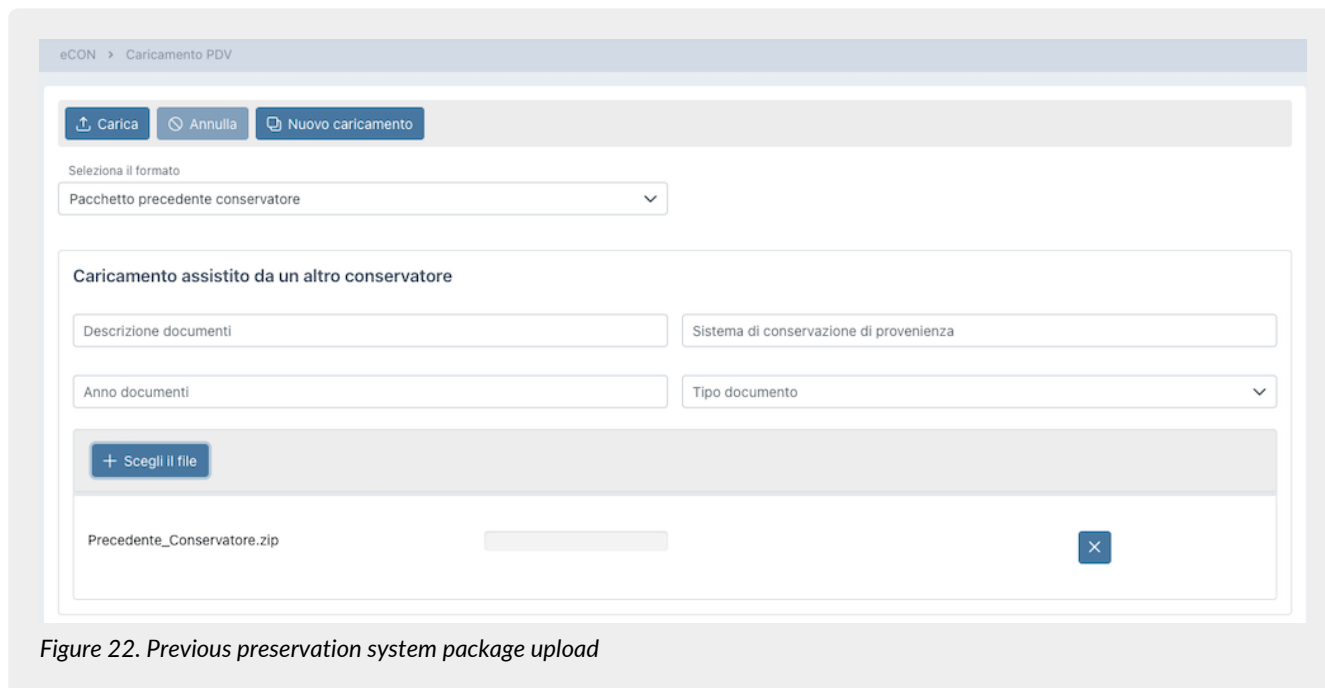 eCON > Caricamento PDV
Carica Annulla Nuovo caricamento
Seleziona il formato
Pacchetto precedente conservatore
Caricamento assistito da un altro conservatore
Descrizione documenti Sistema di conservazione di provenienza
Anno documenti Tipo documento
+ Scegli il file
Precedente_Conservatore.zip
Figure 22. Previous preservation system package upload